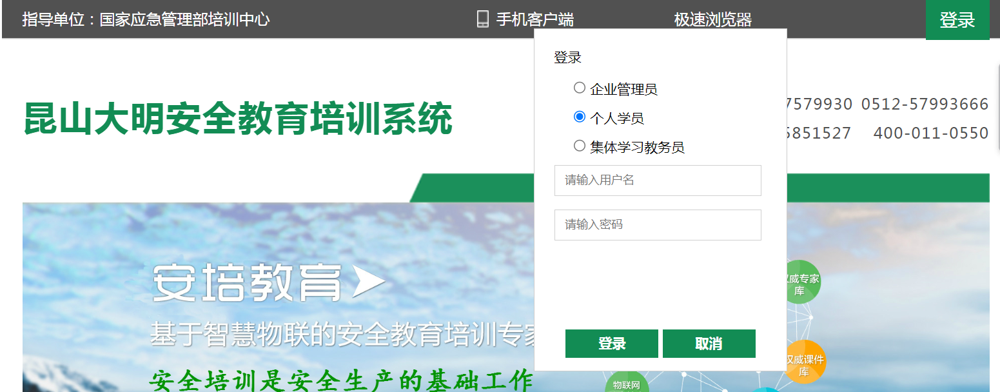 指导单位：国家应急管理部培训中心
手机客户端
极速浏览器
登录
昆山大明安全教育培训系统
7579930 0512-57993666
5851527 400-011-0550
登录
企业管理员
个人学员
集体学习教务员
请输入用户名
请输入密码
登录
取消
安培教育
基于智慧物联的安全教育培训专家
安全培训是安全生产的基础工作
权威专家
库
权威课件
库
物联网